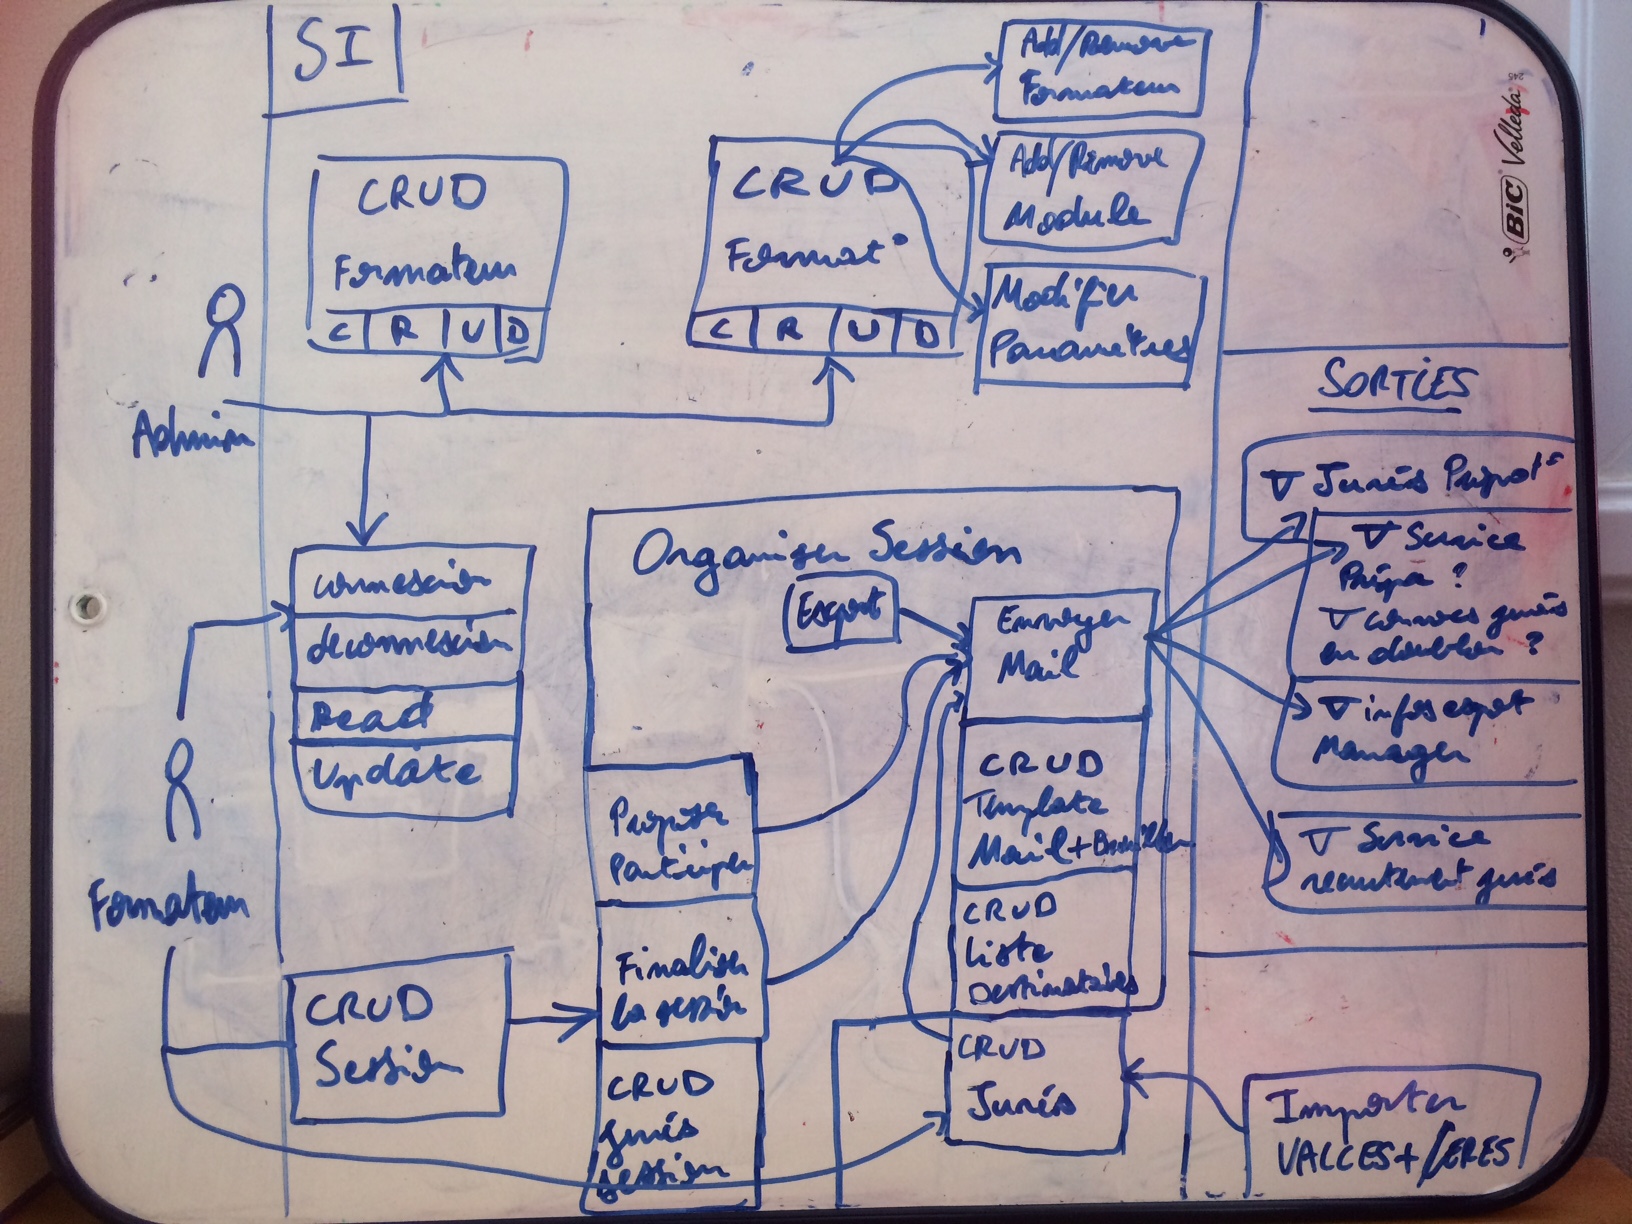 SI
Add/Remove
Formateur
CRUD
Formateur
C R U D
CRUD
Format°
C R U D
Add/Remove
Module
Modifier
Paramètres
BIC Velleda
245
Admin
connexion
deconnexion
Read
Update
Formateur
CRUD
Session
Organiser Session
Export
Envoyer
Mail
Proposer
Participer
Finaliser
la session
CRUD
jurés
session
CRUD
Template
Mail+
CRUD
Liste
Destinataires
CRUD
Jurés
SORTIES
▽ Jurés
▽ Service
Prépa ?
▽ jurés
en doublon ?
▽ infos export
Manager
▽ Service
recrutement jurés
Importer
VALCES+/CERES